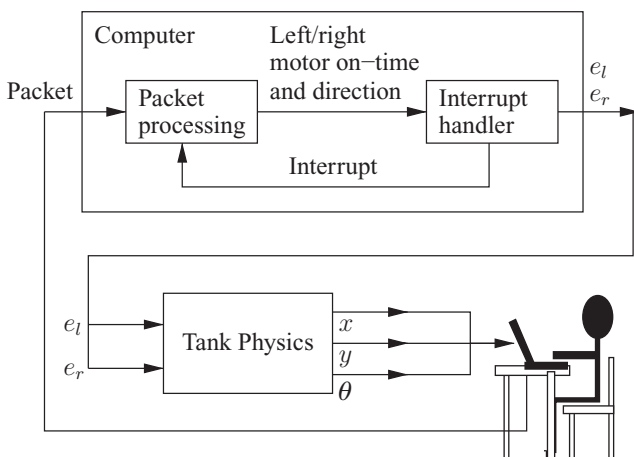 Computer
Left/right
motor on−time
and direction
Packet
Packet
processing
Interrupt
handler
e_l
e_r
Interrupt
e_l
e_r
Tank Physics
x
y
θ